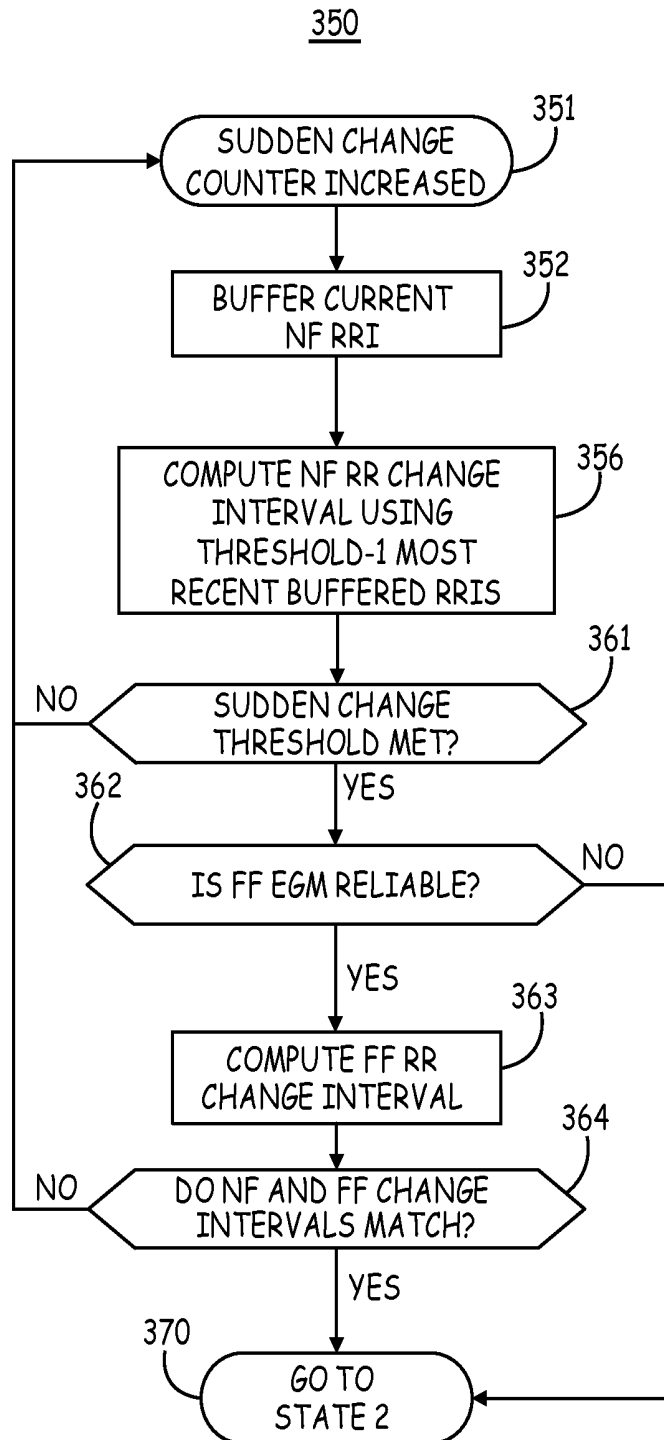 350
351
SUDDEN CHANGE
COUNTER INCREASED
352
BUFFER CURRENT
NF RRI
356
COMPUTE NF RR CHANGE
INTERVAL USING
THRESHOLD-1 MOST
RECENT BUFFERED RRIS
361
NO
SUDDEN CHANGE
THRESHOLD MET?
362
YES
NO
IS FF EGM RELIABLE?
YES
363
COMPUTE FF RR
CHANGE INTERVAL
364
NO
DO NF AND FF CHANGE
INTERVALS MATCH?
YES
370
GO TO
STATE 2